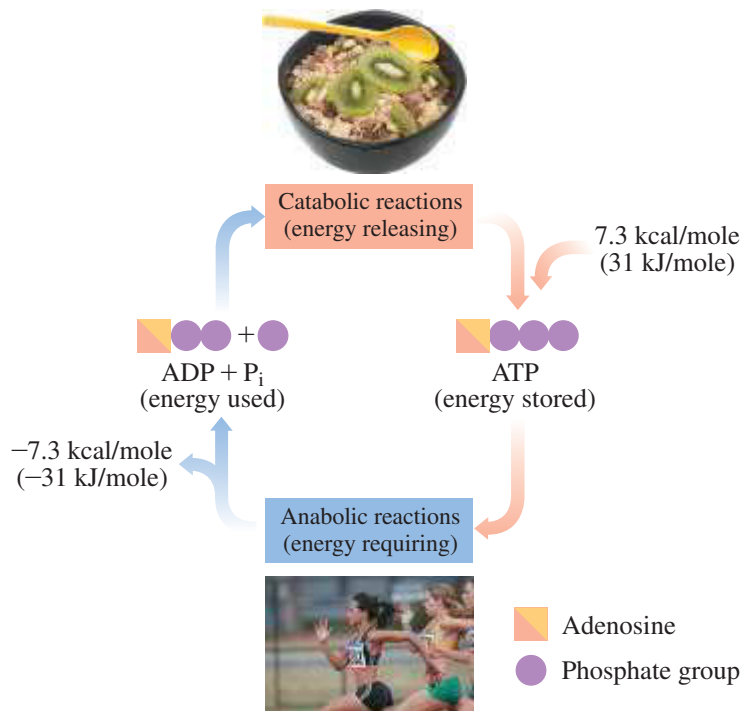 Catabolic reactions
(energy releasing)
7.3 kcal/mole
(31 kJ/mole)
+
ADP + Pi
(energy used)
ATP
(energy stored)
−7.3 kcal/mole
(−31 kJ/mole)
Anabolic reactions
(energy requiring)
Adenosine
Phosphate group